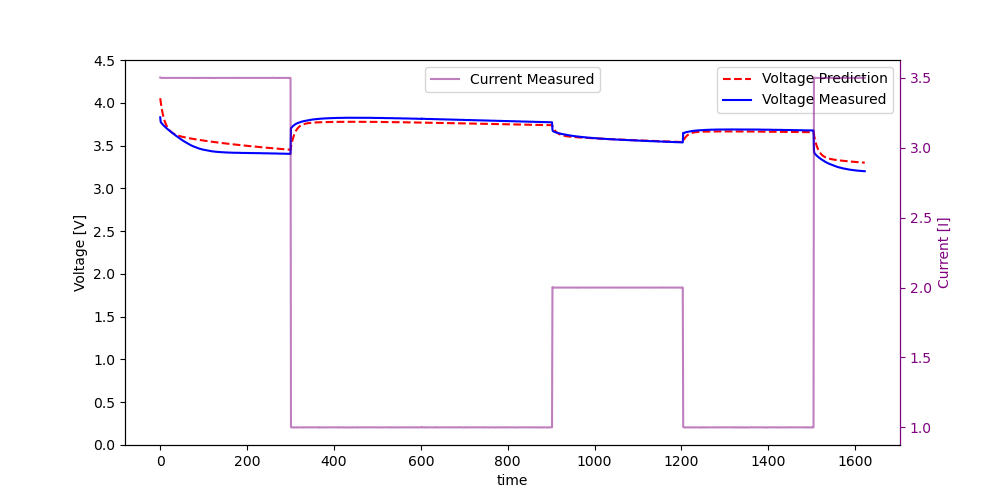 4.5
4.0
3.5
3.0
2.5
2.0
1.5
1.0
0.5
0.0
Voltage [V]
0 200 400 600 800 1000 1200 1400 1600
time
Current Measured
Voltage Prediction
Voltage Measured
3.5
3.0
2.5
2.0
1.5
1.0
Current [I]